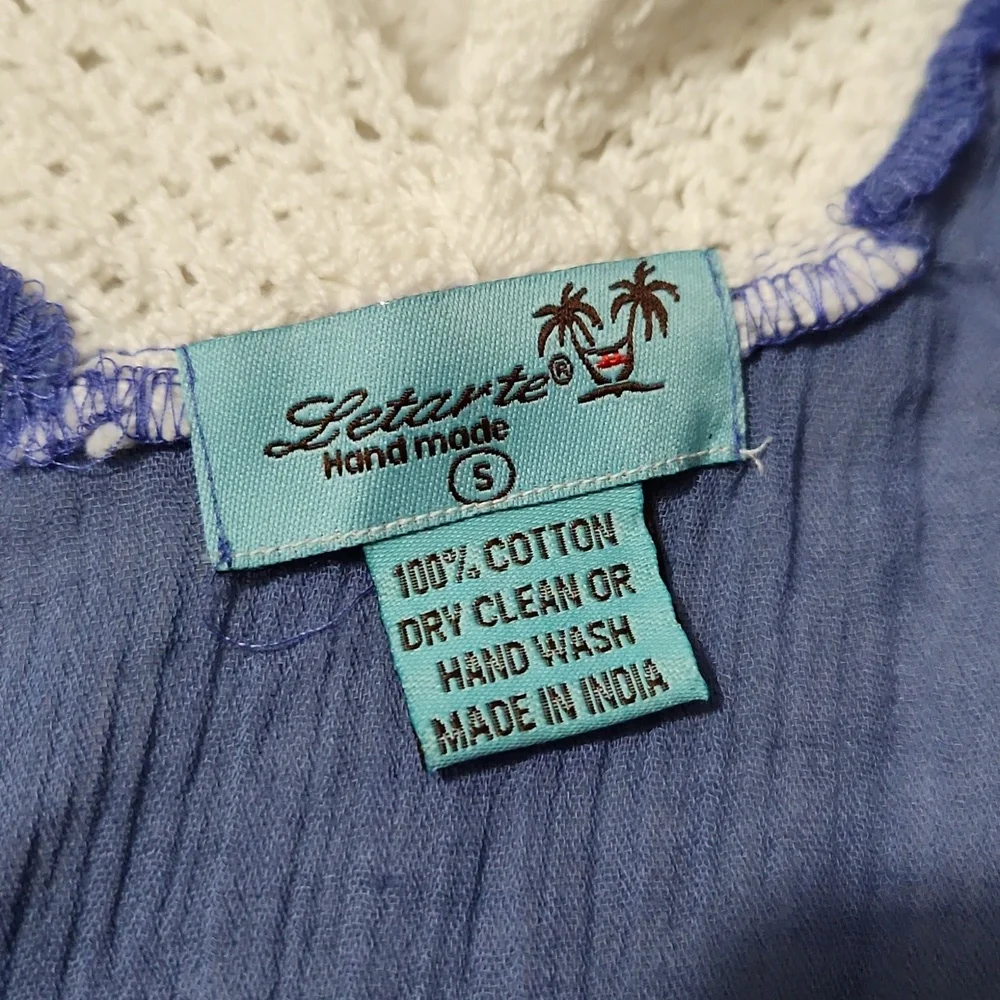 Letarte®
Hand made
S
100% COTTON
DRY CLEAN OR
HAND WASH
MADE IN INDIA